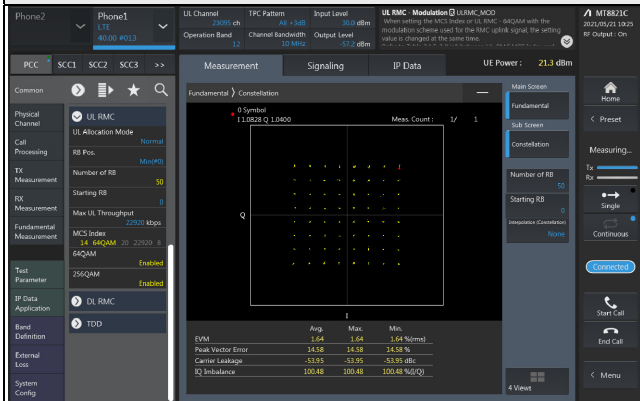 Phone2
Phone1
LTE
40.00 #013
UL Channel
23095 ch
Operation Band
12
TPC Pattern
All +3dB
Channel Bandwidth
10 MHz
Input Level
30.0 dBm
Output Level
-57.2 dBm
UL RMC - Modulation UL_RMC_MOD
When setting the MCS Index or ULRMC - 64QAM with the
modulation scheme used for the RMC uplink signal, the setting
value is changed at the same time.
MT8821C
2021/05/21 10:25
RF Output : On
PCC
SCC1
SCC2
SCC3
>>
Measurement
Signaling
IP Data
UE Power : 21.3 dBm
Common
Physical
Channel
Call
Processing
TX
Measurement
RX
Measurement
Fundamental
Measurement
Test
Parameter
IP Data
Application
Band
Definition
External
Loss
System
Config
UL RMC
UL Allocation Mode
Normal
RB Pos.
Min(#0)
Number of RB
50
Starting RB
0
Max UL Throughput
22920 kbps
MCS Index
14 64QAM 20 22920 8
64QAM
Enabled
256QAM
Enabled
DL RMC
TDD
Fundamental
Constellation
0 Symbol
I 1.0828 Q 1.0400
Meas. Count : 1/ 1
Q
I
Avg. Max. Min.
EVM 1.64 1.64 1.64 %(rms)
Peak Vector Error 14.58 14.58 14.58 %
Carrier Leakage -53.95 -53.95 -53.95 dBc
IQ Imbalance 100.48 100.48 100.48 %(I/Q)
Main Screen
Fundamental
Sub Screen
Constellation
Number of RB
50
Starting RB
0
Interpolation (Constellation)
None
4 Views
Home
< Preset
Measuring...
Tx
Rx
Single
Continuous
Connected
Start Call
End Call
< Menu